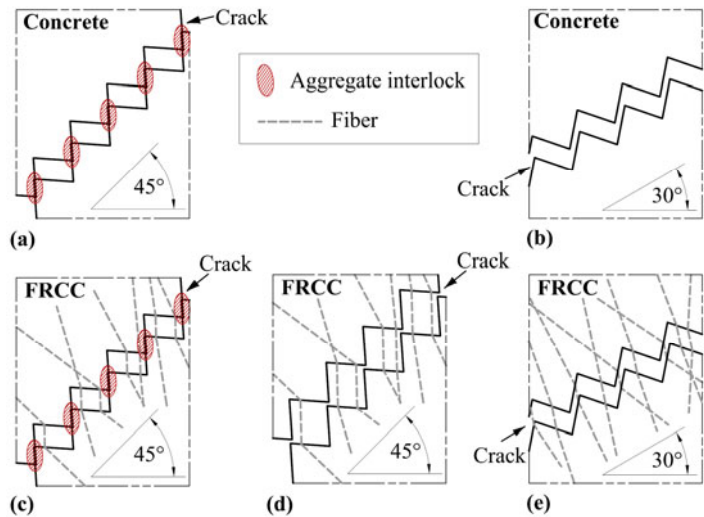 Concrete
Crack
45°
(a)
Aggregate interlock
Fiber
Concrete
Crack
30°
(b)
FRCC
Crack
45°
(c)
FRCC
Crack
45°
(d)
FRCC
Crack
30°
(e)